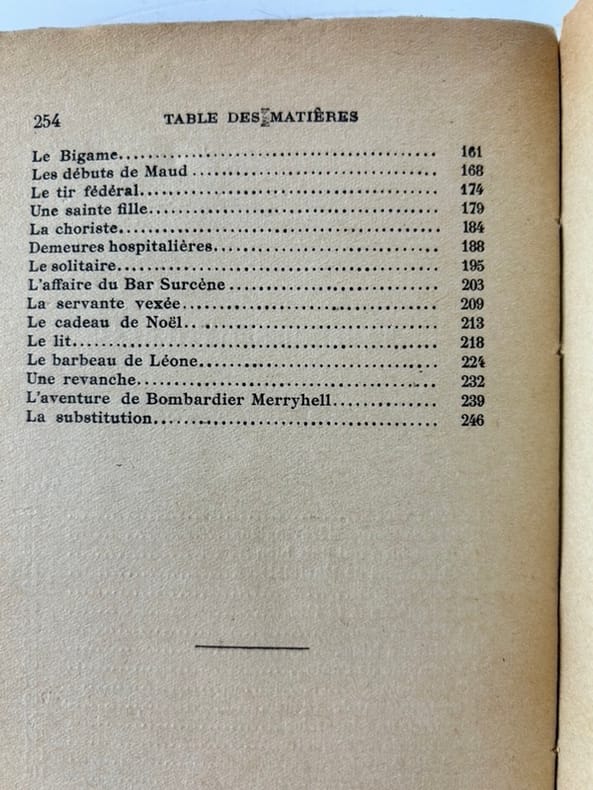 254 TABLE DES MATIÈRES
Le Bigame........................................ 161
Les débuts de Maud .............................. 168
Le tir fédéral................................... 174
Une sainte fille................................. 179
La choriste...................................... 184
Demeures hospitalières........................... 188
Le solitaire..................................... 195
L'affaire du Bar Surcène ........................ 203
La servante vexée................................ 209
Le cadeau de Noël................................ 213
Le lit........................................... 218
Le barbeau de Léone.............................. 224
Une revanche..................................... 232
L'aventure de Bombardier Merryhell............... 239
La substitution.................................. 246